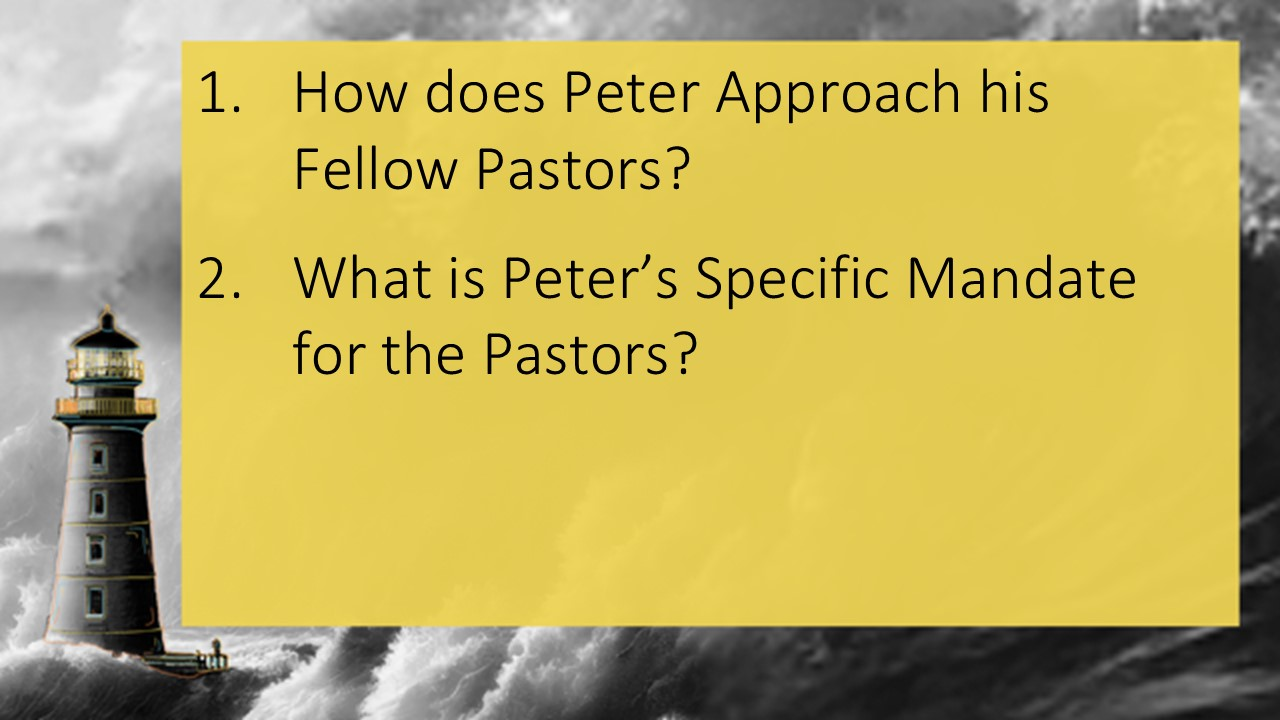 1. How does Peter Approach his
Fellow Pastors?
2. What is Peter’s Specific Mandate
for the Pastors?